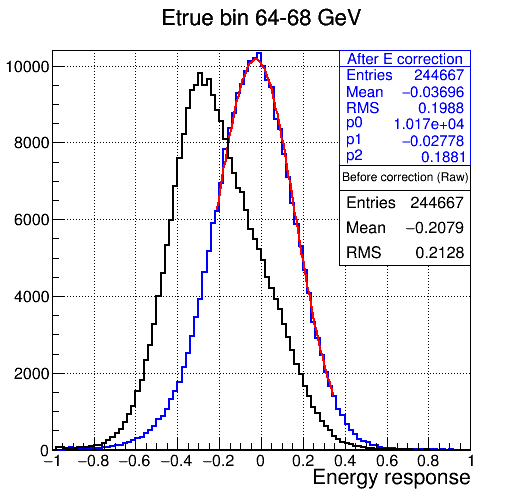 Etrue bin 64-68 GeV
After E correction
Entries 244667
Mean −0.03696
RMS 0.1988
p0 1.017e+04
p1 −0.02778
p2 0.1881
Before correction (Raw)
Entries 244667
Mean −0.2079
RMS 0.2128
10000
8000
6000
4000
2000
0
−1 −0.8 −0.6 −0.4 −0.2 0 0.2 0.4 0.6 0.8 1
Energy response